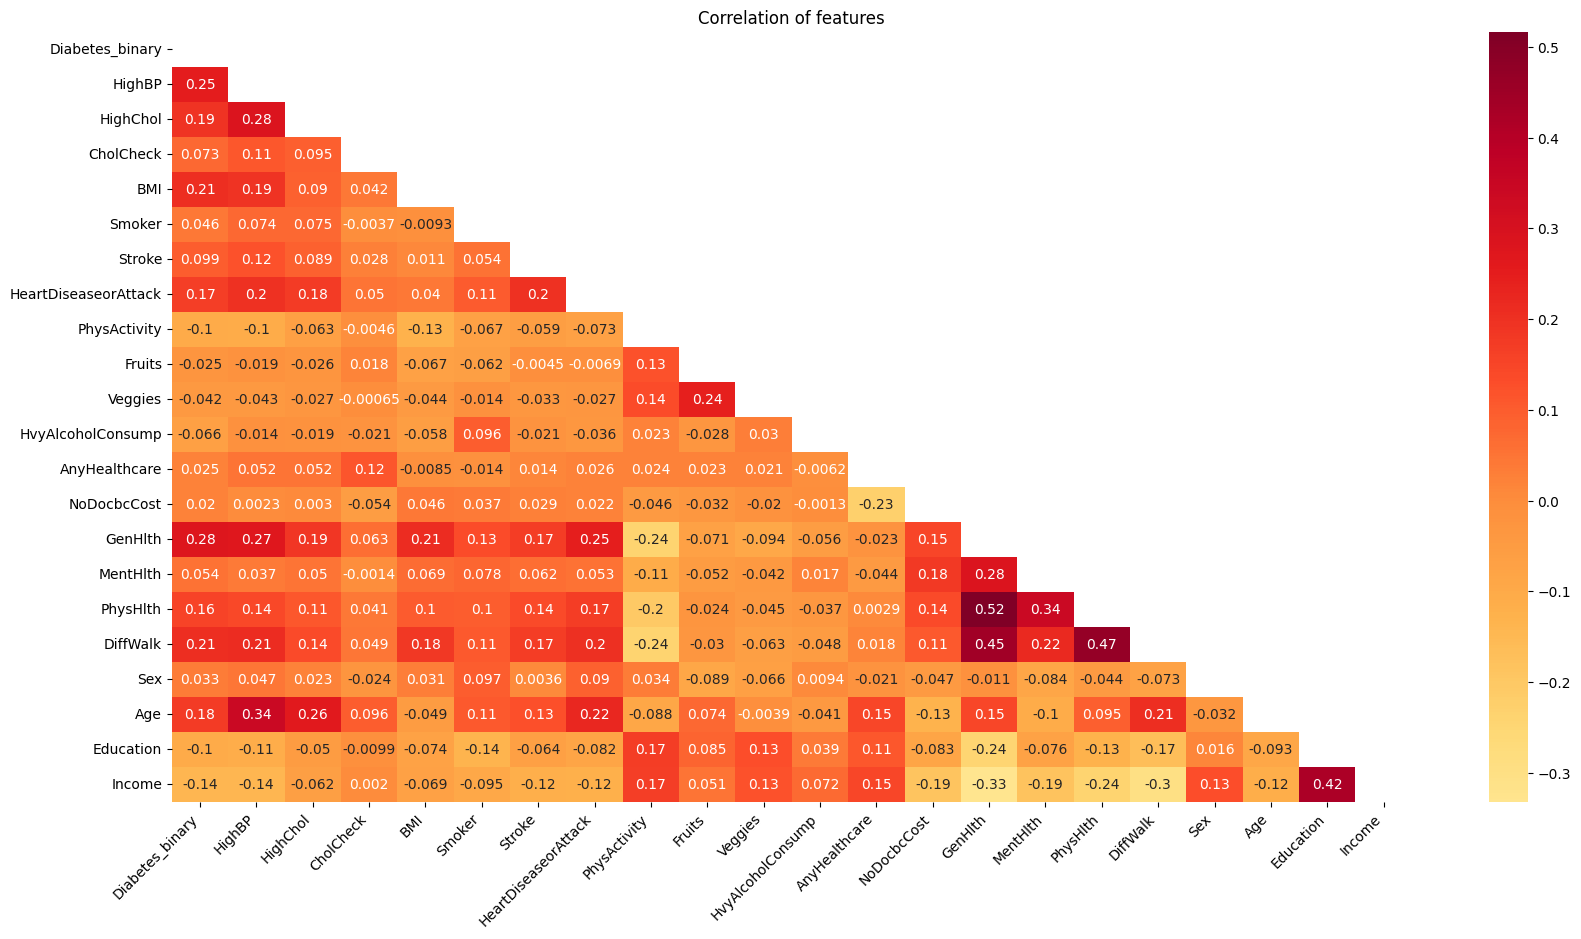 Correlation of features
Diabetes_binary
HighBP 0.25
HighChol 0.19 0.28
CholCheck 0.073 0.11 0.095
BMI 0.21 0.19 0.09 0.042
Smoker 0.046 0.074 0.075 -0.0037 -0.0093
Stroke 0.099 0.12 0.089 0.028 0.011 0.054
HeartDiseaseorAttack 0.17 0.2 0.18 0.05 0.04 0.11 0.2
PhysActivity -0.1 -0.1 -0.063 -0.0046 -0.13 -0.067 -0.059 -0.073
Fruits -0.025 -0.019 -0.026 0.018 -0.067 -0.062 -0.0045 -0.0069 0.13
Veggies -0.042 -0.043 -0.027 -0.00065 -0.044 -0.014 -0.033 -0.027 0.14 0.24
HvyAlcoholConsump -0.066 -0.014 -0.019 -0.021 -0.058 0.096 -0.021 -0.036 0.023 -0.028 0.03
AnyHealthcare 0.025 0.052 0.052 0.12 -0.0085 -0.014 0.014 0.026 0.024 0.023 0.021 -0.0062
NoDocbcCost 0.02 0.0023 0.003 -0.054 0.046 0.037 0.029 0.022 -0.046 -0.032 -0.02 -0.0013 -0.23
GenHlth 0.28 0.27 0.19 0.063 0.21 0.13 0.17 0.25 -0.24 -0.071 -0.094 -0.056 -0.023 0.15
MentHlth 0.054 0.037 0.05 -0.0014 0.069 0.078 0.062 0.053 -0.11 -0.052 -0.042 0.017 -0.044 0.18 0.28
PhysHlth 0.16 0.14 0.11 0.041 0.1 0.1 0.14 0.17 -0.2 -0.024 -0.045 -0.037 0.0029 0.14 0.52 0.34
DiffWalk 0.21 0.21 0.14 0.049 0.18 0.11 0.17 0.2 -0.24 -0.03 -0.063 -0.048 0.018 0.11 0.45 0.22 0.47
Sex 0.033 0.047 0.023 -0.024 0.031 0.097 0.0036 0.09 0.034 -0.089 -0.066 0.0094 -0.021 -0.047 -0.011 -0.084 -0.044 -0.073
Age 0.18 0.34 0.26 0.096 -0.049 0.11 0.13 0.22 -0.088 0.074 -0.0039 -0.041 0.15 -0.13 0.15 -0.1 0.095 0.21 -0.032
Education -0.1 -0.11 -0.05 -0.0099 -0.074 -0.14 -0.064 -0.082 0.17 0.085 0.13 0.039 0.11 -0.083 -0.24 -0.076 -0.13 -0.17 0.016 -0.093
Income -0.14 -0.14 -0.062 0.002 -0.069 -0.095 -0.12 -0.12 0.17 0.051 0.13 0.072 0.15 -0.19 -0.33 -0.19 -0.24 -0.3 0.13 -0.12 0.42
Diabetes_binary
HighBP
HighChol
CholCheck
BMI
Smoker
Stroke
HeartDiseaseorAttack
PhysActivity
Fruits
Veggies
HvyAlcoholConsump
AnyHealthcare
NoDocbcCost
GenHlth
MentHlth
PhysHlth
DiffWalk
Sex
Age
Education
Income
0.5
0.4
0.3
0.2
0.1
0.0
−0.1
−0.2
−0.3